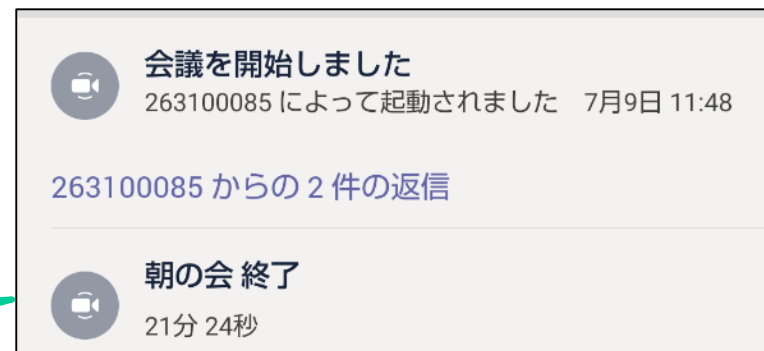 会議を開始しました
263100085 によって起動されました　7月9日 11:48
263100085 からの 2 件の返信
朝の会 終了
21分 24秒